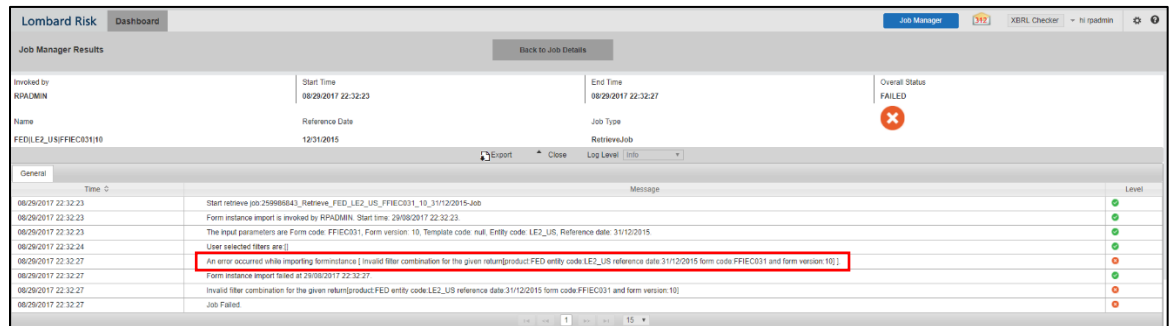 Lombard Risk Dashboard Job Manager 312 XBRL Checker hi rpadmin
Job Manager Results Back to Job Details
Invoked by Start Time End Time Overall Status
RPADMIN 08/29/2017 22:32:23 08/29/2017 22:32:27 FAILED
Name Reference Date Job Type
FED|LE2_US|FFIEC031|10 12/31/2015 RetrieveJob
Export Close Log Level Info
General
Time Message Level
08/29/2017 22:32:23 Start retrieve job:259986843_Retrieve_FED_LE2_US_FFIEC031_10_31/12/2015-Job
08/29/2017 22:32:23 Form instance import is invoked by RPADMIN. Start time: 29/08/2017 22:32:23.
08/29/2017 22:32:23 The input parameters are Form code: FFIEC031, Form version: 10, Template code: null, Entity code: LE2_US, Reference date: 31/12/2015.
08/29/2017 22:32:24 User selected filters are:[]
08/29/2017 22:32:27 An error occurred while importing forminstance [ Invalid filter combination for the given return[product:FED entity code:LE2_US reference date:31/12/2015 form code:FFIEC031 and form version:10] ]
08/29/2017 22:32:27 Form instance import failed at 29/08/2017 22:32:27.
08/29/2017 22:32:27 Invalid filter combination for the given return[product:FED entity code:LE2_US reference date:31/12/2015 form code:FFIEC031 and form version:10]
08/29/2017 22:32:27 Job Failed.
1 15